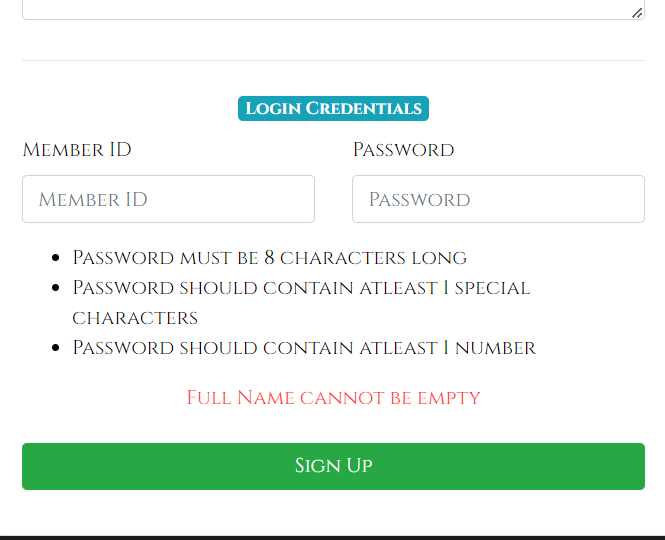 Login Credentials
Member ID
Password
Member ID
Password
Password must be 8 characters long
Password should contain atleast 1 special
characters
Password should contain atleast 1 number
Full Name cannot be empty
Sign Up